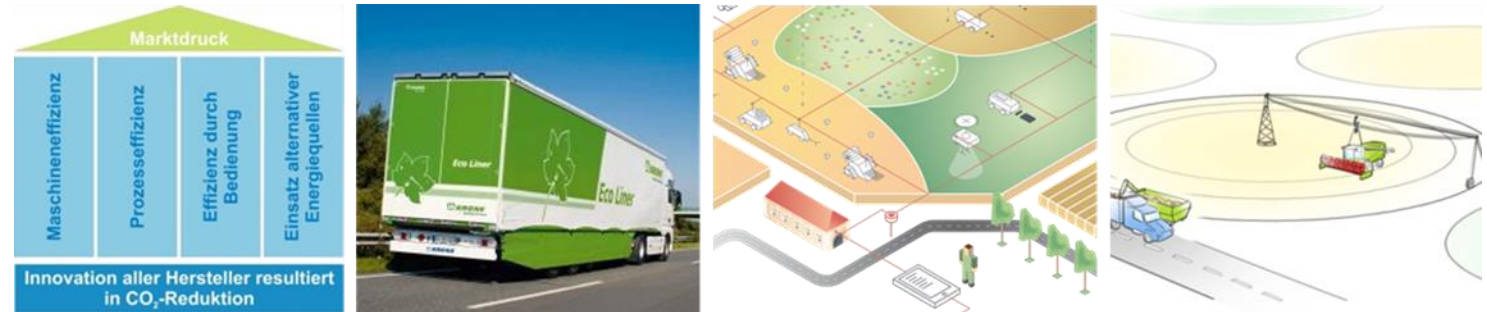 Marktdruck
Maschineneffizienz
Prozesseffizienz
Effizienz durch
Bedienung
Einsatz alternativer
Energiequellen
Innovation aller Hersteller resultiert
in CO₂-Reduktion
Eco Liner
Eco Liner
KRONE
KRONE